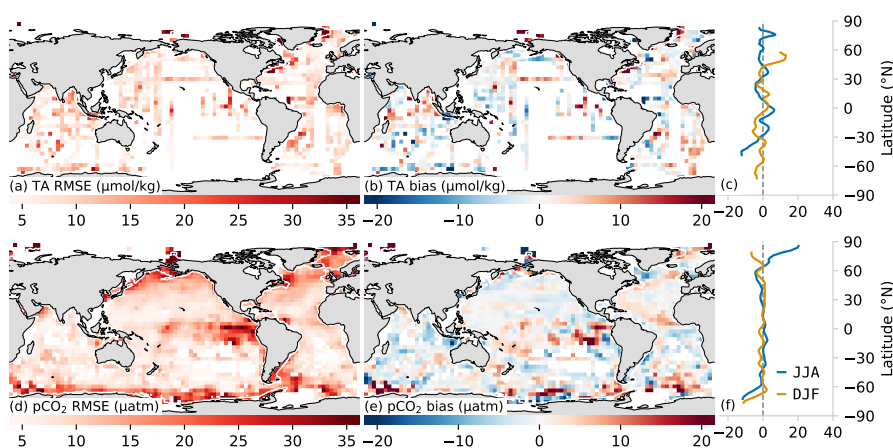 90
60
30
0
−30
−60
−90
Latitude (°N)
(a) TA RMSE (μmol/kg)
(b) TA bias (μmol/kg)
(c)
5 10 15 20 25 30 35
−20 −10 0 10 20
−20 0 20 40
90
60
30
0
−30
−60
−90
Latitude (°N)
JJA
DJF
(d) pCO₂ RMSE (μatm)
(e) pCO₂ bias (μatm)
(f)
5 10 15 20 25 30 35
−20 −10 0 10 20
−20 0 20 40